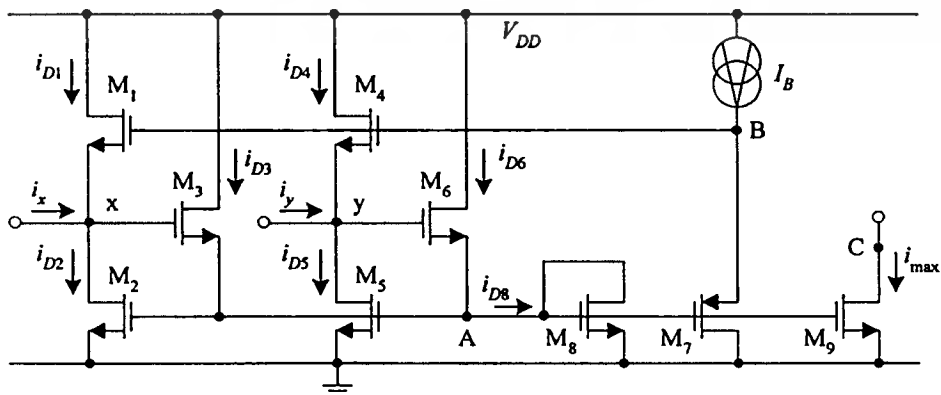 V_DD
i_D1
M_1
i_D4
M_4
I_B
B
i_D3
i_D6
M_3
M_6
i_x
x
i_y
y
C
i_max
i_D2
M_2
i_D5
M_5
i_D8
A
M_8
M_7
M_9